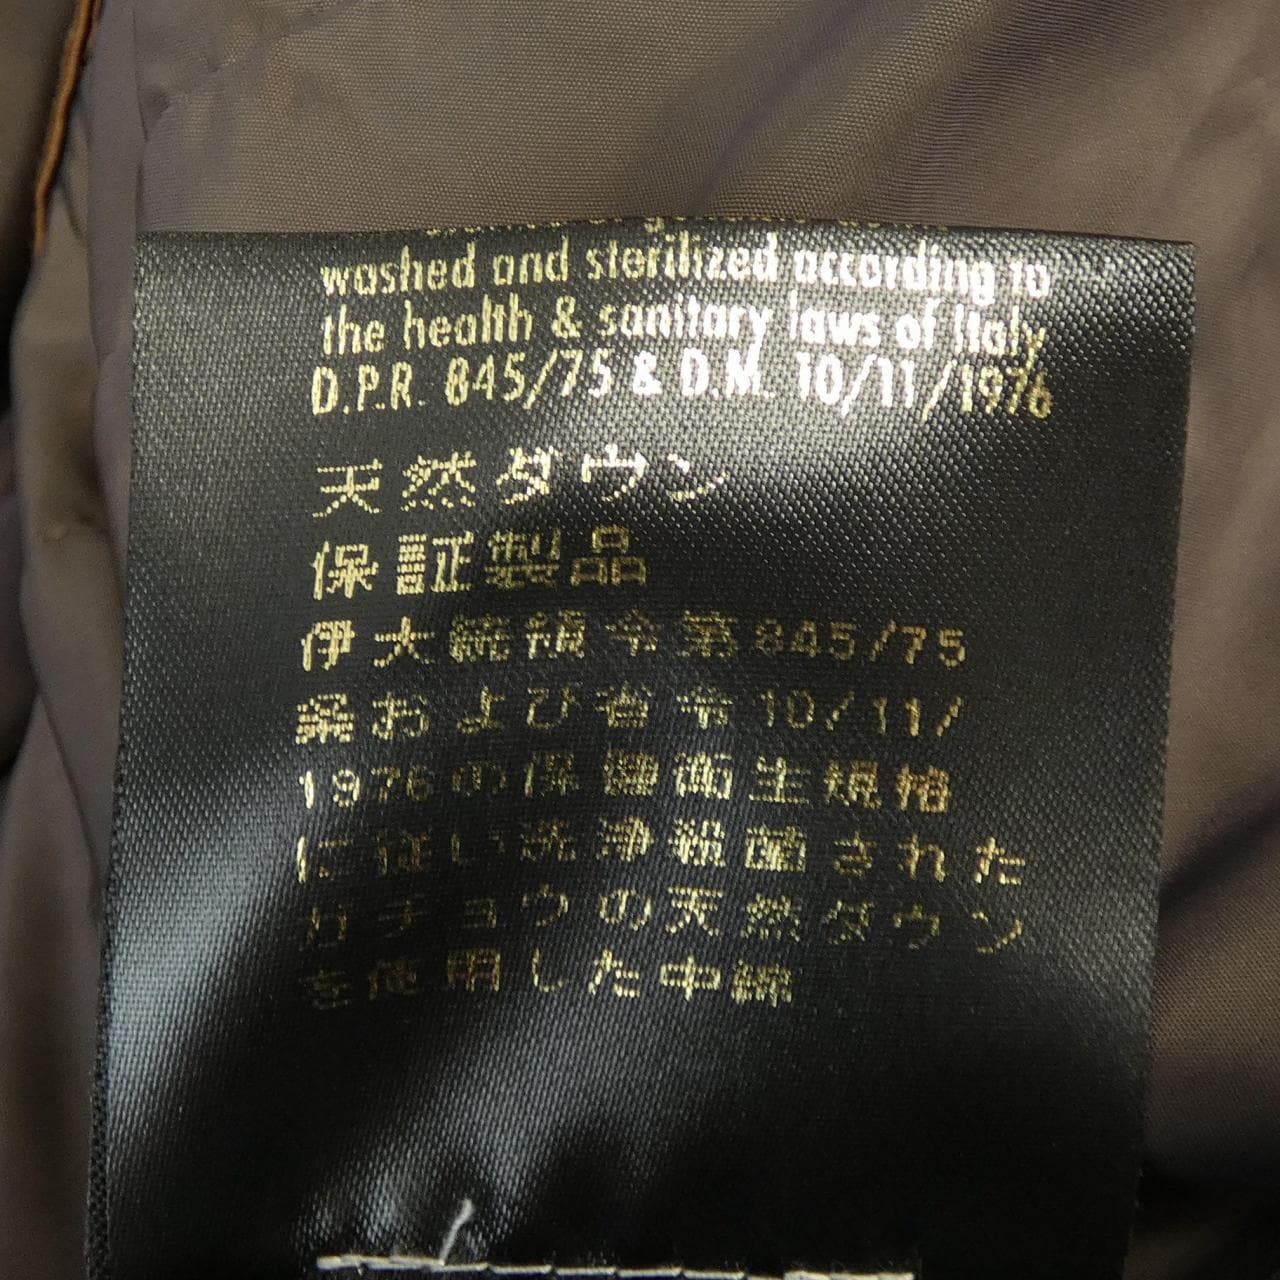 washed and sterilized according to
the health & sanitary laws of Italy
D.P.R. 845/75 & D.M. 10/11/1976
天然ダウン
保証製品
伊大統領令第845/75
条および省令10/11/
1976の保健衛生規格
に従い洗浄殺菌された
ガチョウの天然ダウン
を使用した中綿